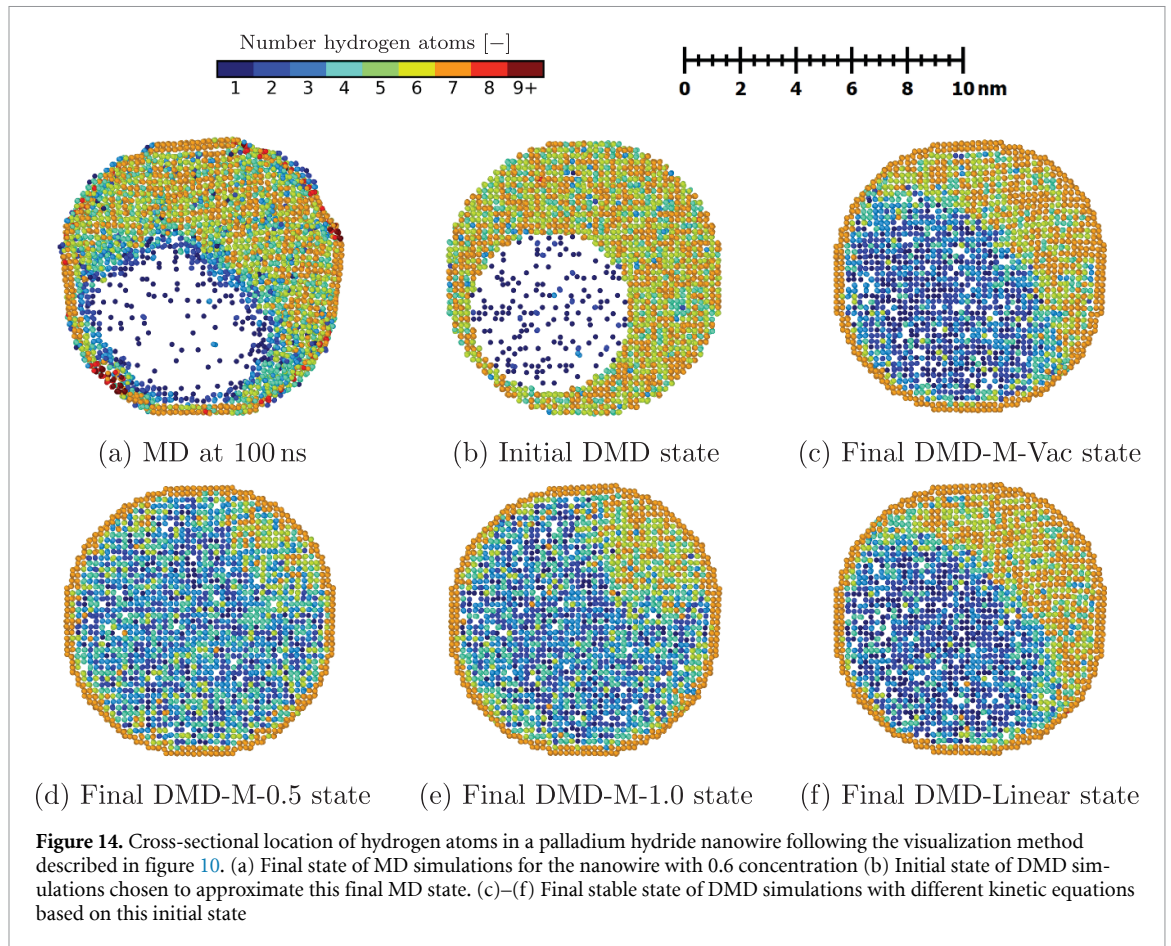 Number hydrogen atoms [−]
1 2 3 4 5 6 7 8 9+
0 2 4 6 8 10 nm
(a) MD at 100 ns
(b) Initial DMD state
(c) Final DMD-M-Vac state
(d) Final DMD-M-0.5 state
(e) Final DMD-M-1.0 state
(f) Final DMD-Linear state
Figure 14. Cross-sectional location of hydrogen atoms in a palladium hydride nanowire following the visualization method
described in figure 10. (a) Final state of MD simulations for the nanowire with 0.6 concentration (b) Initial state of DMD sim-
ulations chosen to approximate this final MD state. (c)–(f) Final stable state of DMD simulations with different kinetic equations
based on this initial state